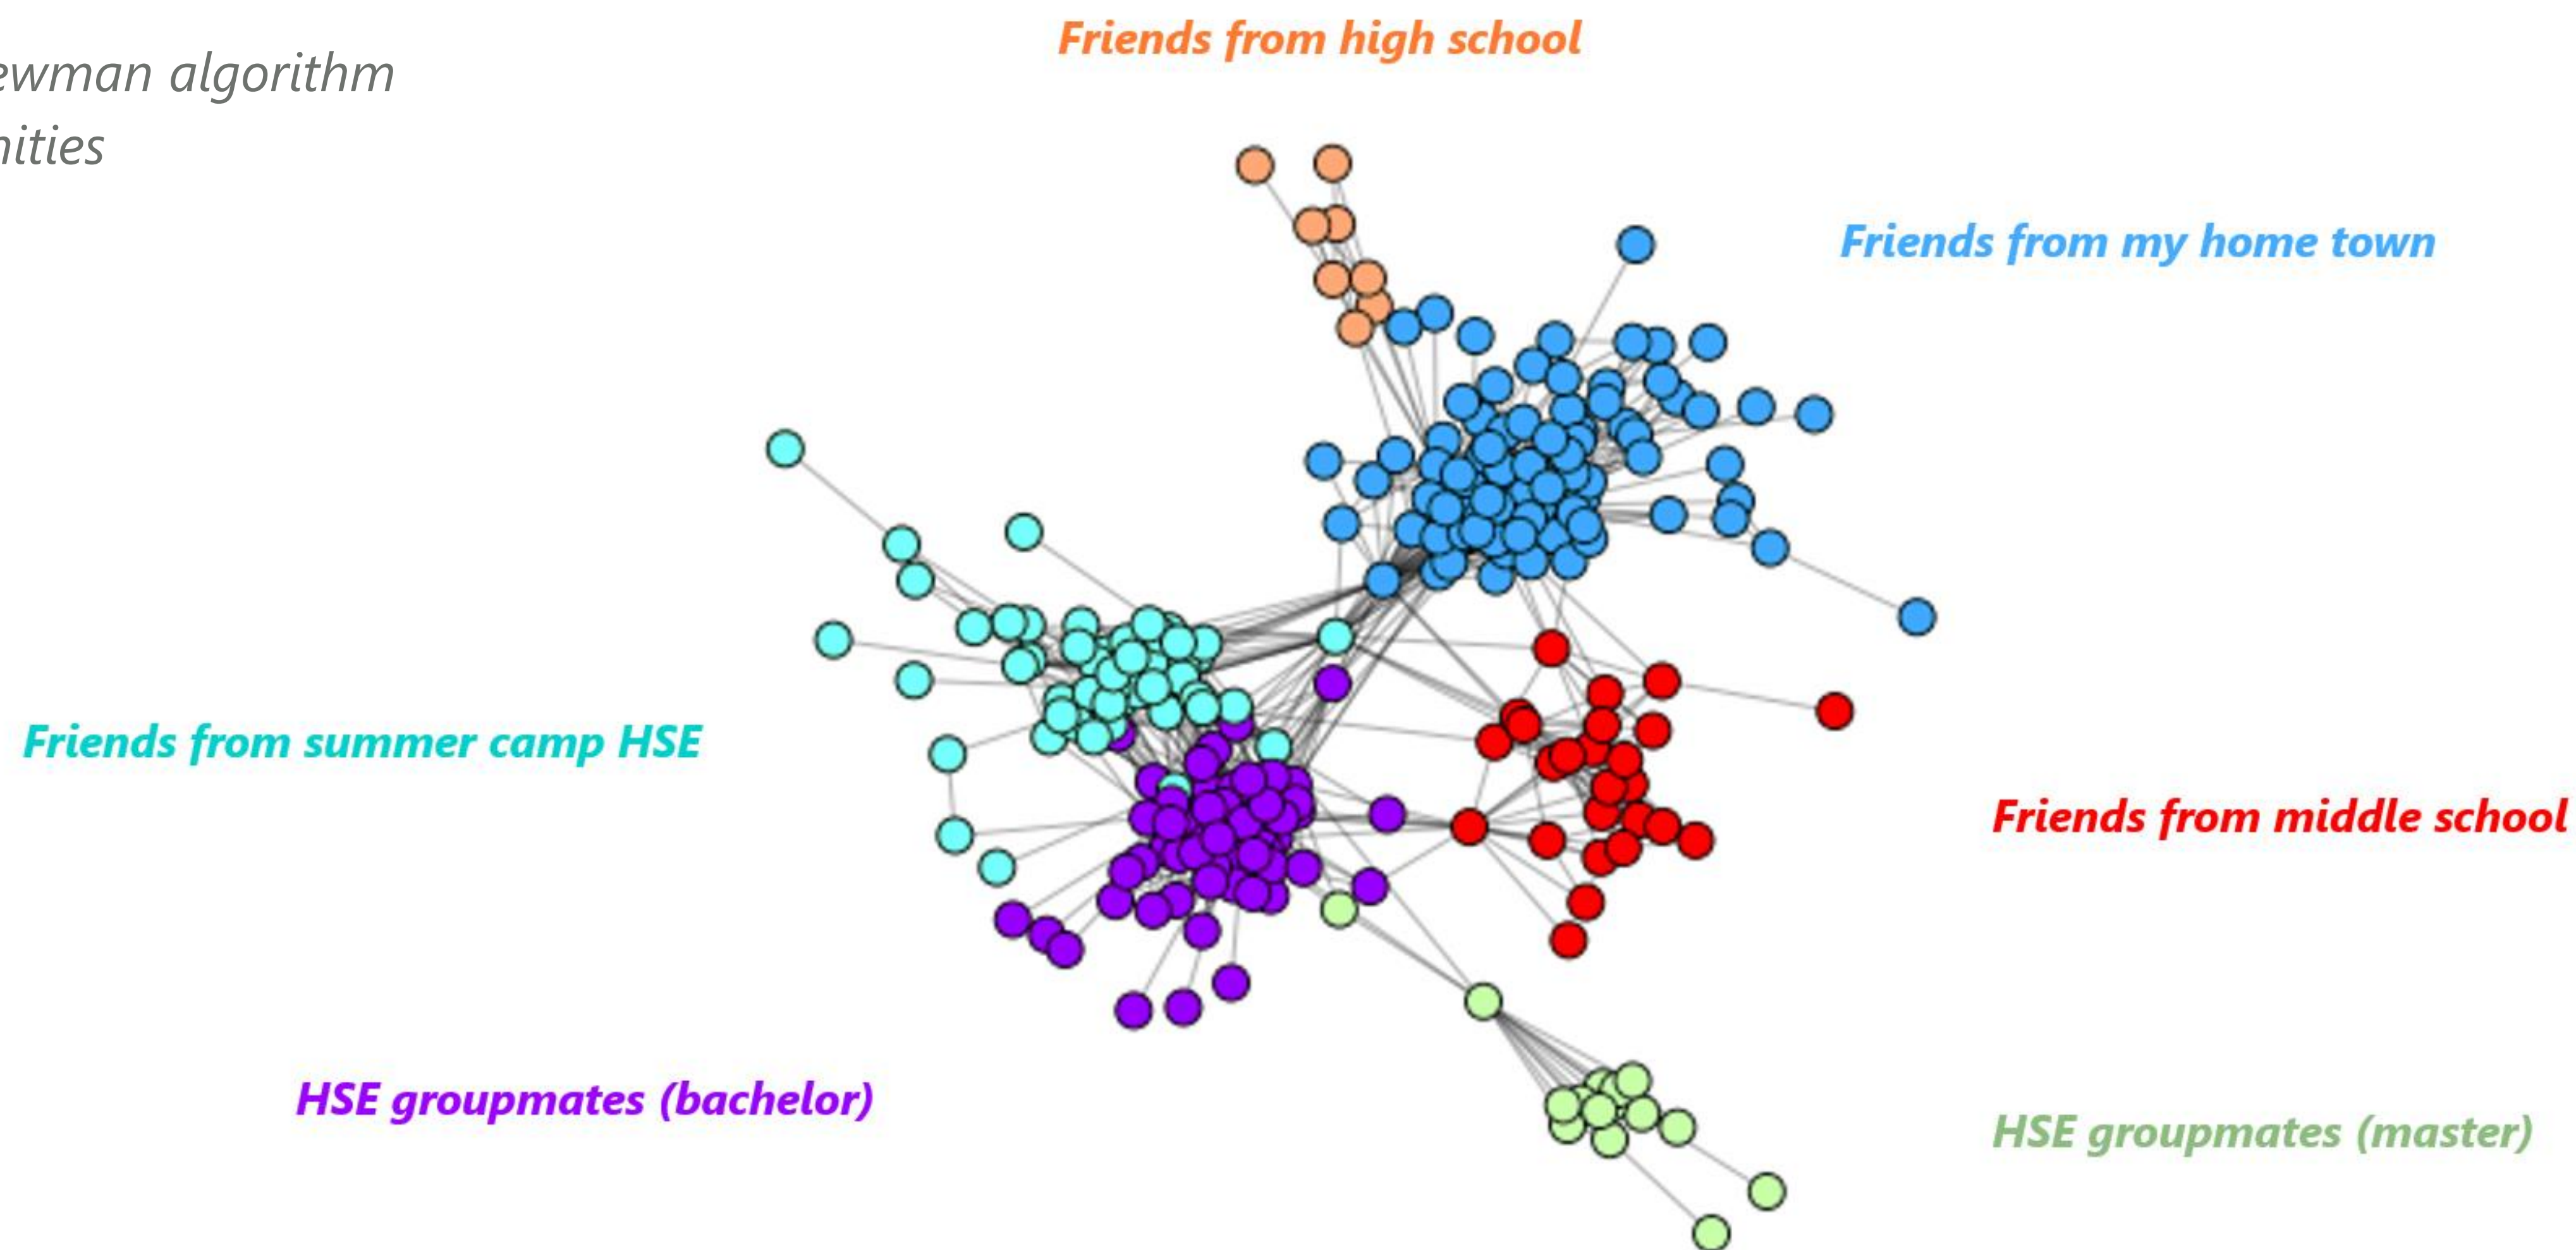 Friends from high school
ewman algorithm
nities
Friends from my home town
Friends from summer camp HSE
Friends from middle school
HSE groupmates (bachelor)
HSE groupmates (master)